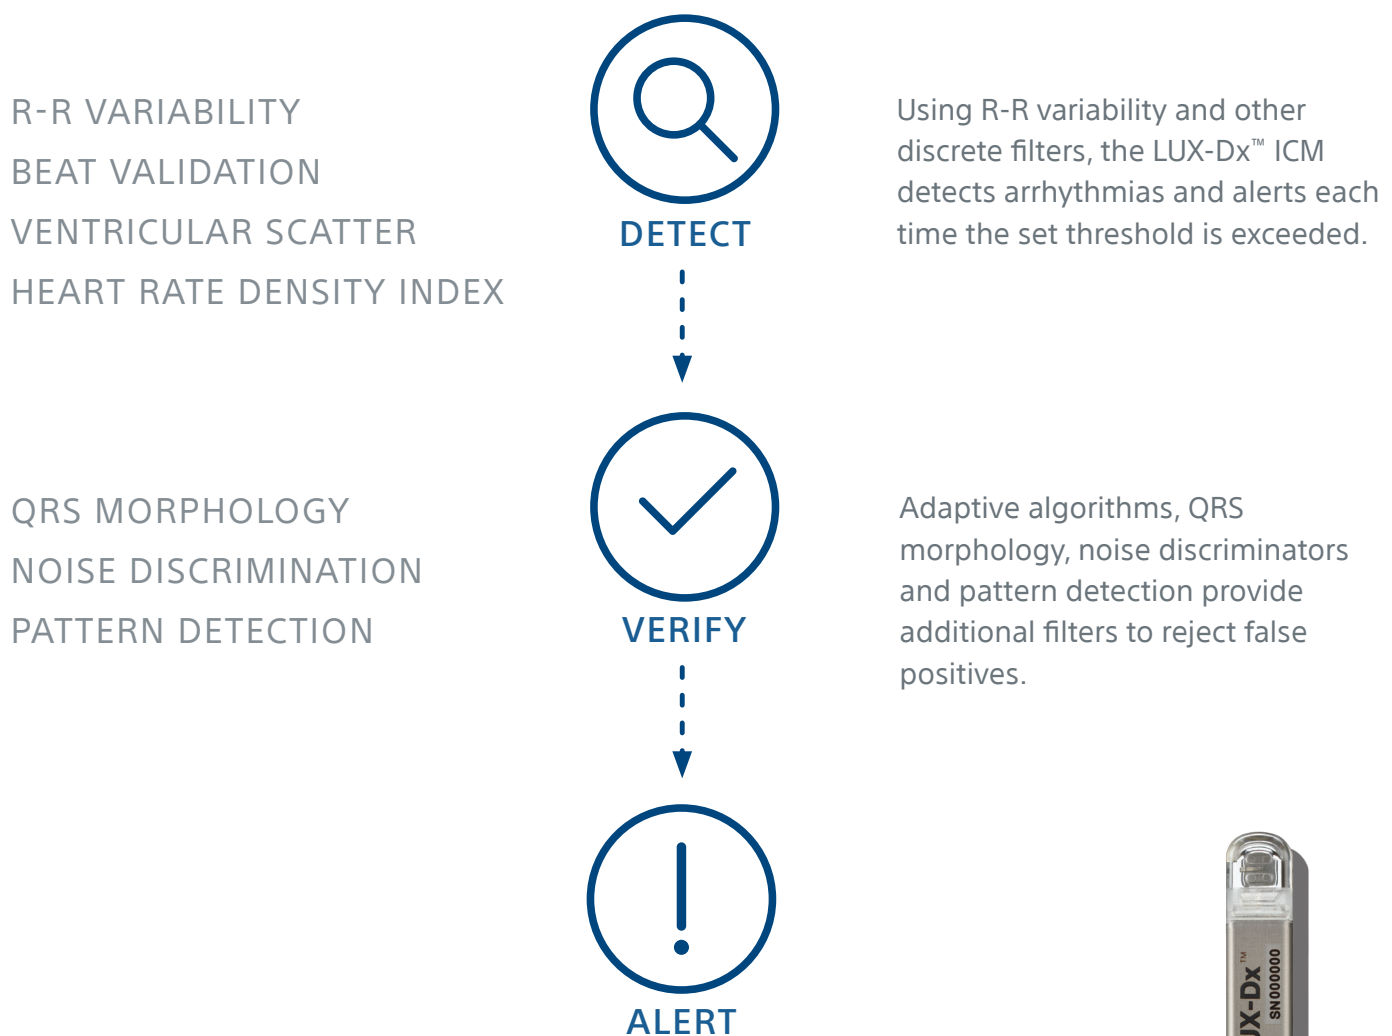 R-R VARIABILITY
BEAT VALIDATION
VENTRICULAR SCATTER
HEART RATE DENSITY INDEX
DETECT
Using R-R variability and other
discrete filters, the LUX-Dx™ ICM
detects arrhythmias and alerts each
time the set threshold is exceeded.
QRS MORPHOLOGY
NOISE DISCRIMINATION
PATTERN DETECTION
VERIFY
Adaptive algorithms, QRS
morphology, noise discriminators
and pattern detection provide
additional filters to reject false
positives.
ALERT
UX-Dx™
SN000000